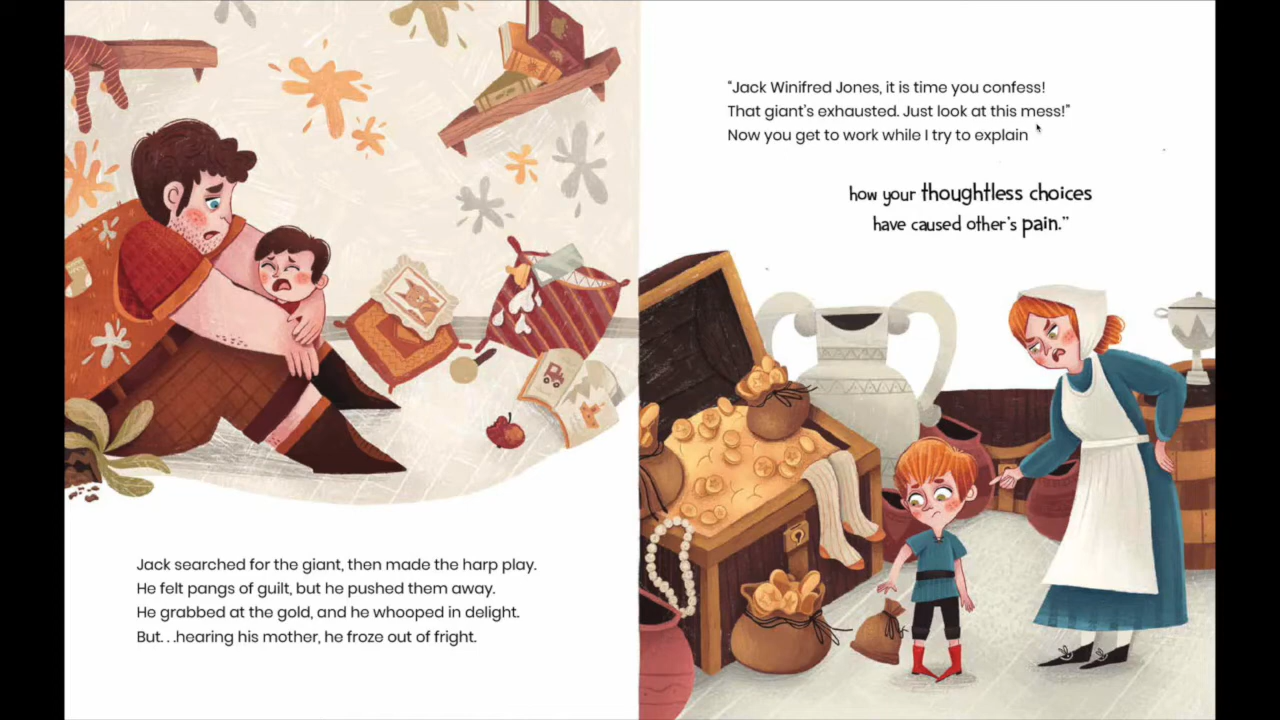 Jack searched for the giant, then made the harp play.
He felt pangs of guilt, but he pushed them away.
He grabbed at the gold, and he whooped in delight.
But. . .hearing his mother, he froze out of fright.
“Jack Winifred Jones, it is time you confess!
That giant’s exhausted. Just look at this mess!”
Now you get to work while I try to explain
how your thoughtless choices
have caused other’s pain.”